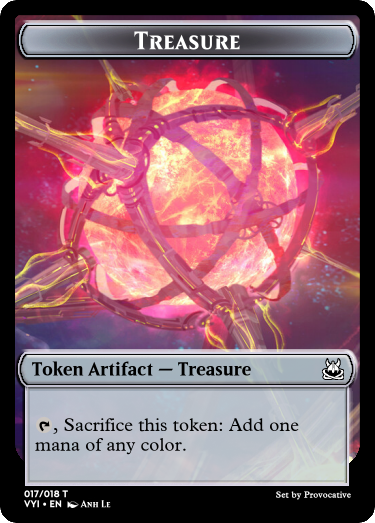 TREASURE
Token Artifact — Treasure
, Sacrifice this token: Add one
mana of any color.
017/018 T
VYI • EN ANH LE
Set by Provocative